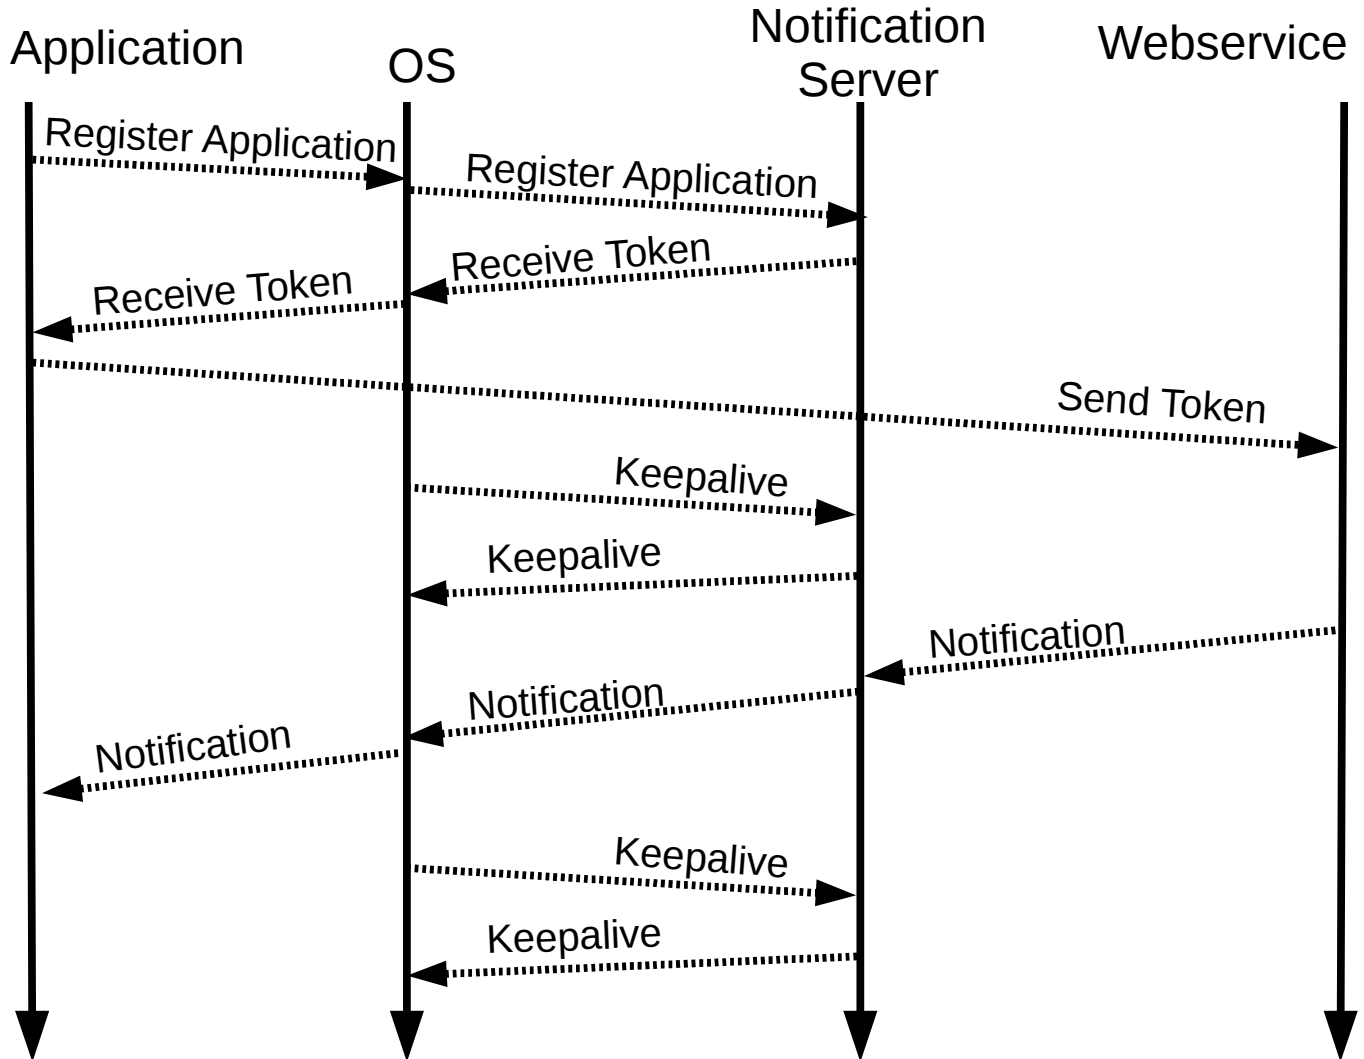 Application
OS
Notification
Server
Webservice
Register Application
Register Application
Receive Token
Receive Token
Send Token
Keepalive
Keepalive
Notification
Notification
Notification
Keepalive
Keepalive